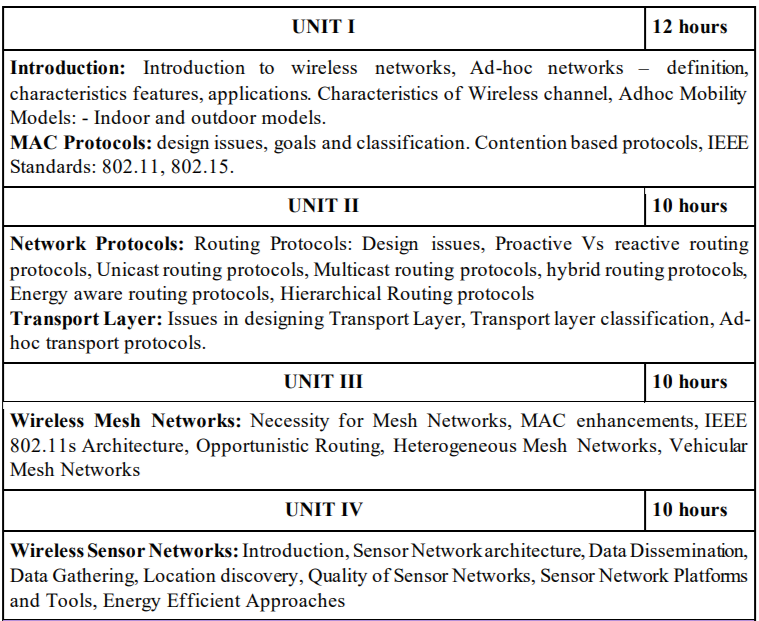 UNIT I 12 hours
Introduction: Introduction to wireless networks, Ad-hoc networks – definition,
characteristics features, applications. Characteristics of Wireless channel, Adhoc Mobility
Models: - Indoor and outdoor models.
MAC Protocols: design issues, goals and classification. Contention based protocols, IEEE
Standards: 802.11, 802.15.
UNIT II 10 hours
Network Protocols: Routing Protocols: Design issues, Proactive Vs reactive routing
protocols, Unicast routing protocols, Multicast routing protocols, hybrid routing protocols,
Energy aware routing protocols, Hierarchical Routing protocols
Transport Layer: Issues in designing Transport Layer, Transport layer classification, Ad-
hoc transport protocols.
UNIT III 10 hours
Wireless Mesh Networks: Necessity for Mesh Networks, MAC enhancements, IEEE
802.11s Architecture, Opportunistic Routing, Heterogeneous Mesh Networks, Vehicular
Mesh Networks
UNIT IV 10 hours
Wireless Sensor Networks: Introduction, Sensor Network architecture, Data Dissemination,
Data Gathering, Location discovery, Quality of Sensor Networks, Sensor Network Platforms
and Tools, Energy Efficient Approaches